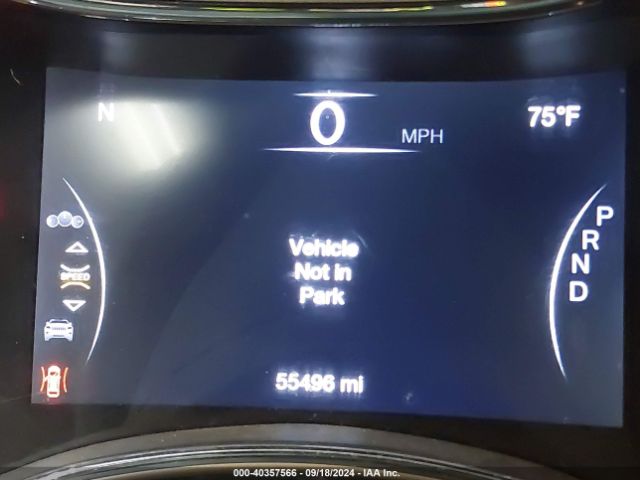 N
0
MPH
75°F
P
R
N
D
SPEED
Vehicle
Not in
Park
55496 mi
000-40357566 - 09/18/2024 - IAA Inc.